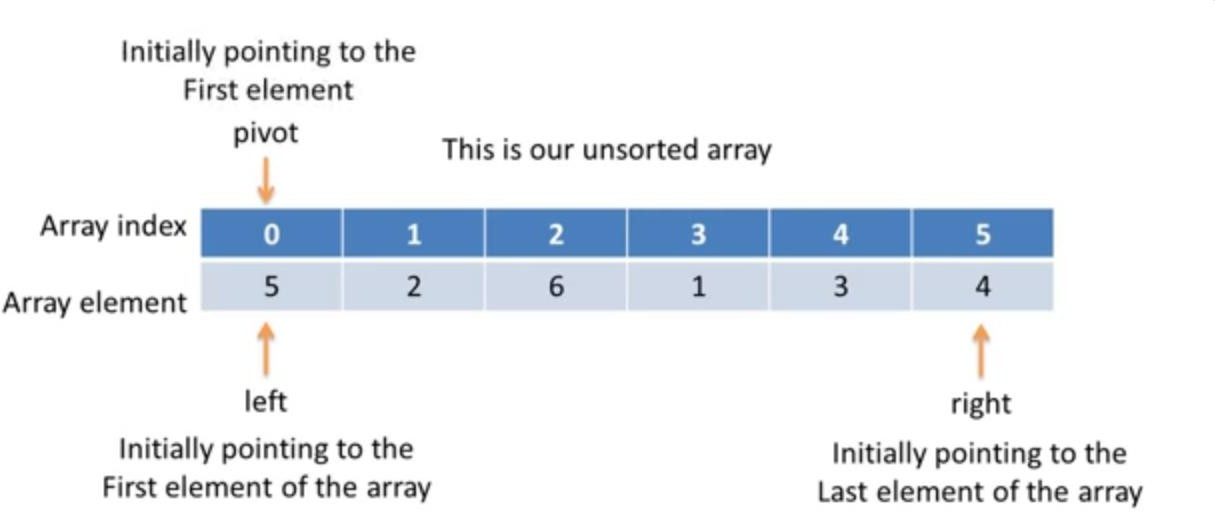 Initially pointing to the
First element
pivot
This is our unsorted array
Array index 0 1 2 3 4 5
Array element 5 2 6 1 3 4
left
Initially pointing to the
First element of the array
right
Initially pointing to the
Last element of the array